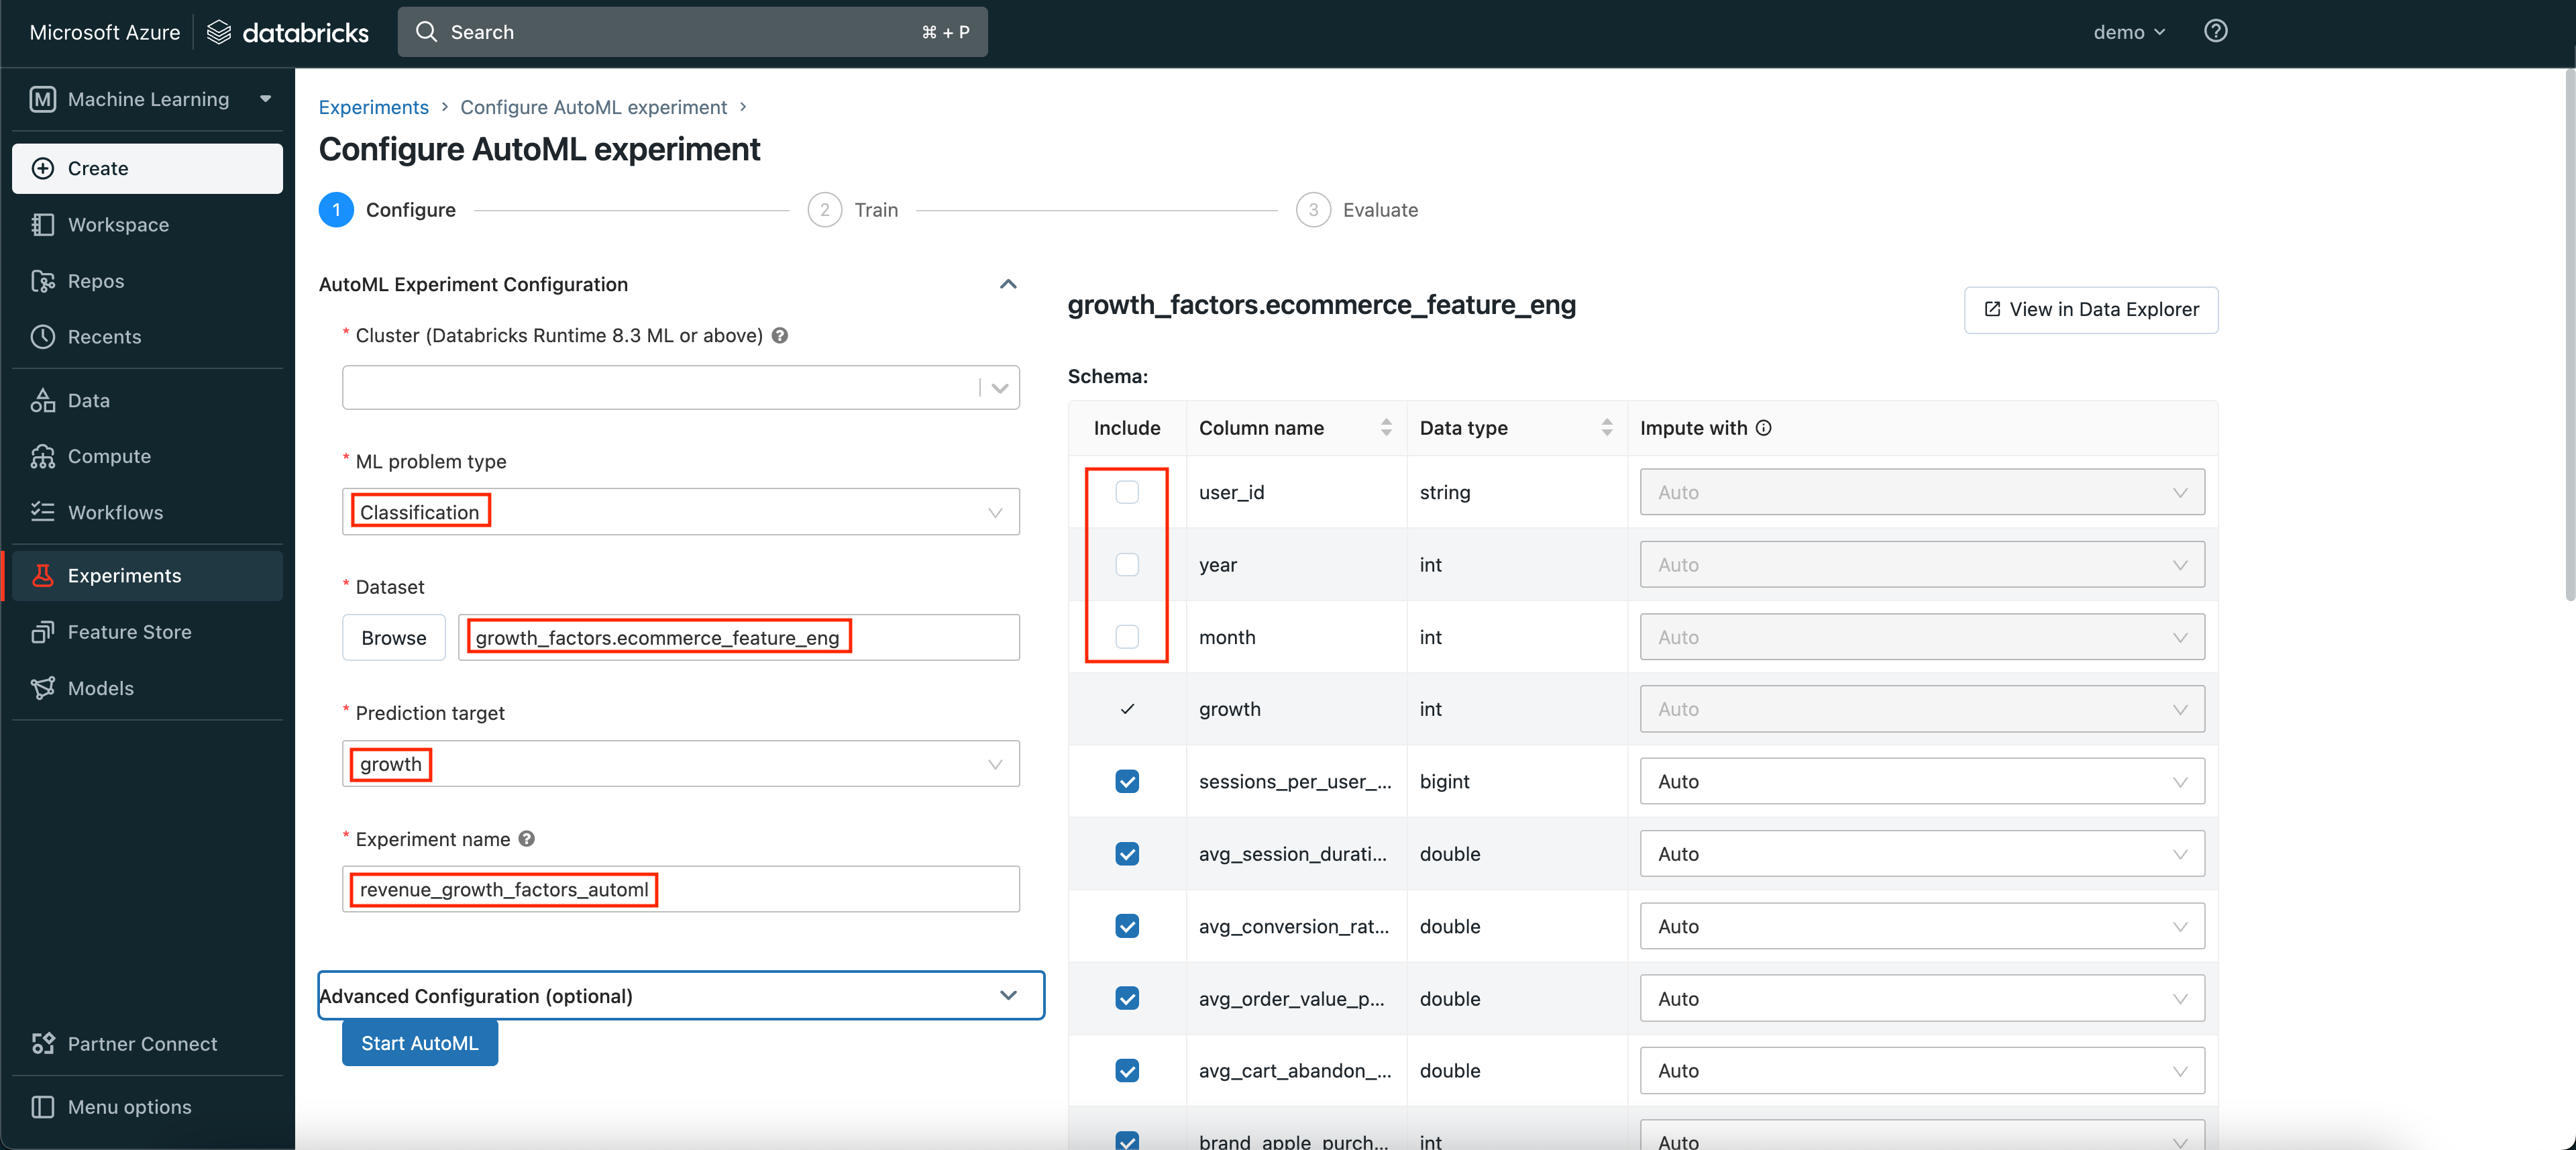 Microsoft Azure databricks Search ⌘ + P demo
Machine Learning
Create
Workspace
Repos
Recents
Data
Compute
Workflows
Experiments
Feature Store
Models
Partner Connect
Menu options
Experiments > Configure AutoML experiment >
Configure AutoML experiment
1 Configure 2 Train 3 Evaluate
AutoML Experiment Configuration
* Cluster (Databricks Runtime 8.3 ML or above)
* ML problem type
Classification
* Dataset
Browse growth_factors.ecommerce_feature_eng
* Prediction target
growth
* Experiment name
revenue_growth_factors_automl
Advanced Configuration (optional)
Start AutoML
growth_factors.ecommerce_feature_eng
View in Data Explorer
Schema:
Include Column name Data type Impute with
user_id string Auto
year int Auto
month int Auto
growth int Auto
sessions_per_user_... bigint Auto
avg_session_durati... double Auto
avg_conversion_rat... double Auto
avg_order_value_p... double Auto
avg_cart_abandon_... double Auto
brand_apple_purch... int Auto